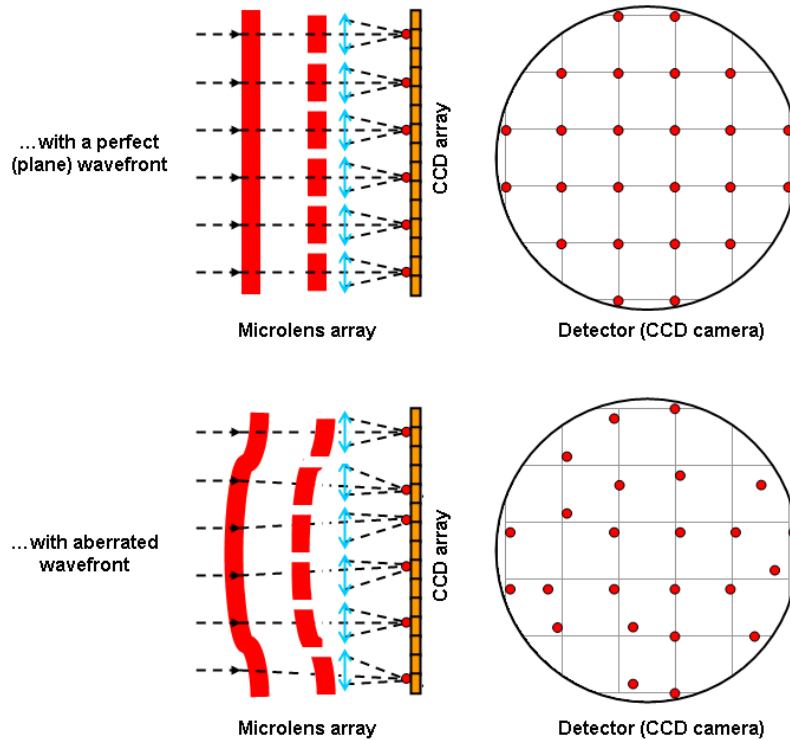 …with a perfect
(plane) wavefront
CCD array
Microlens array
Detector (CCD camera)
…with aberrated
wavefront
CCD array
Microlens array
Detector (CCD camera)